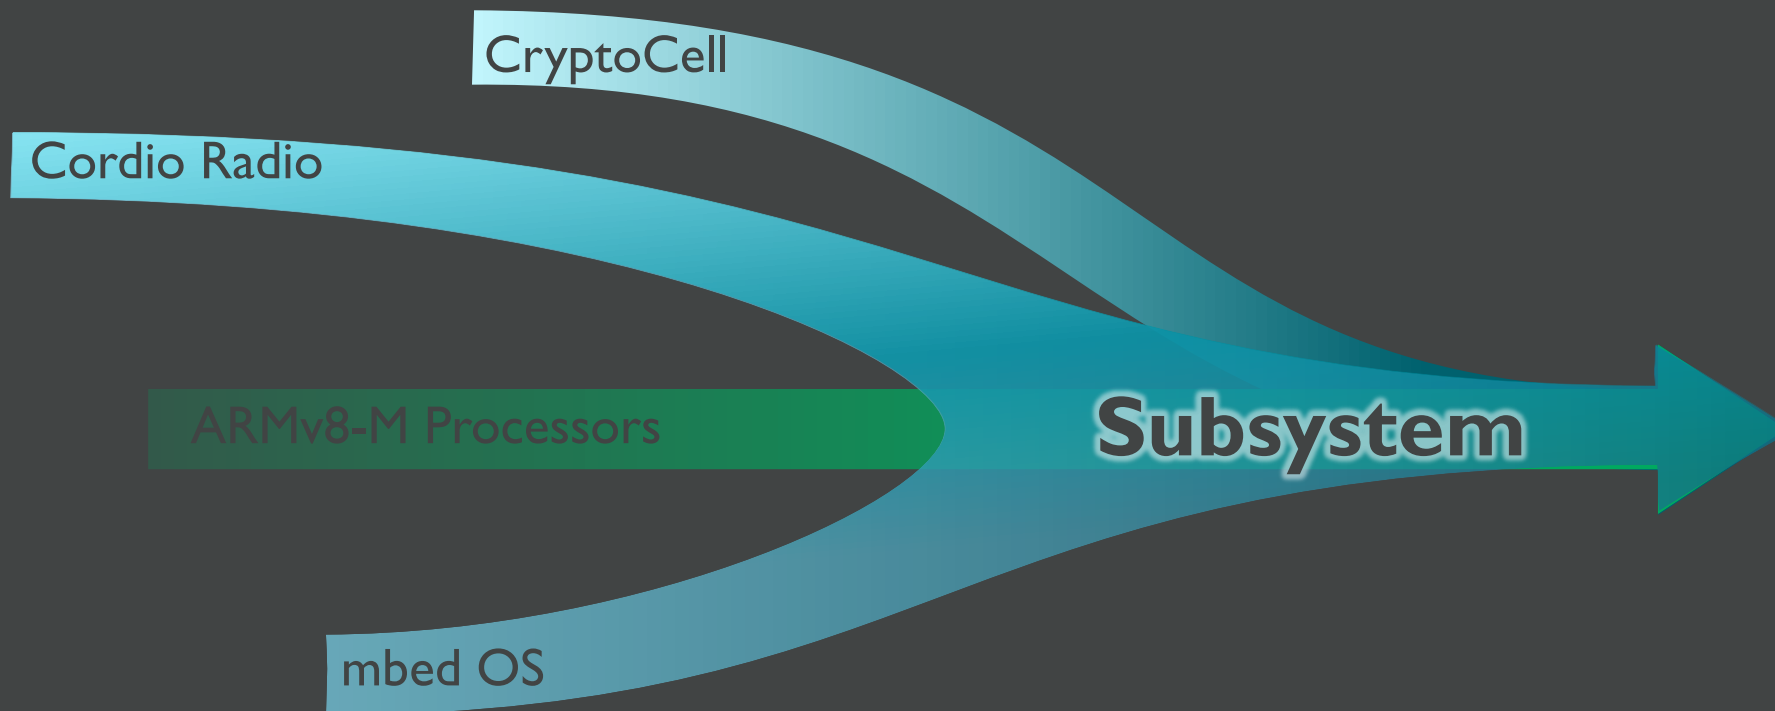 CryptoCell
Cordio Radio
ARMv8-M Processors
Subsystem
mbed OS